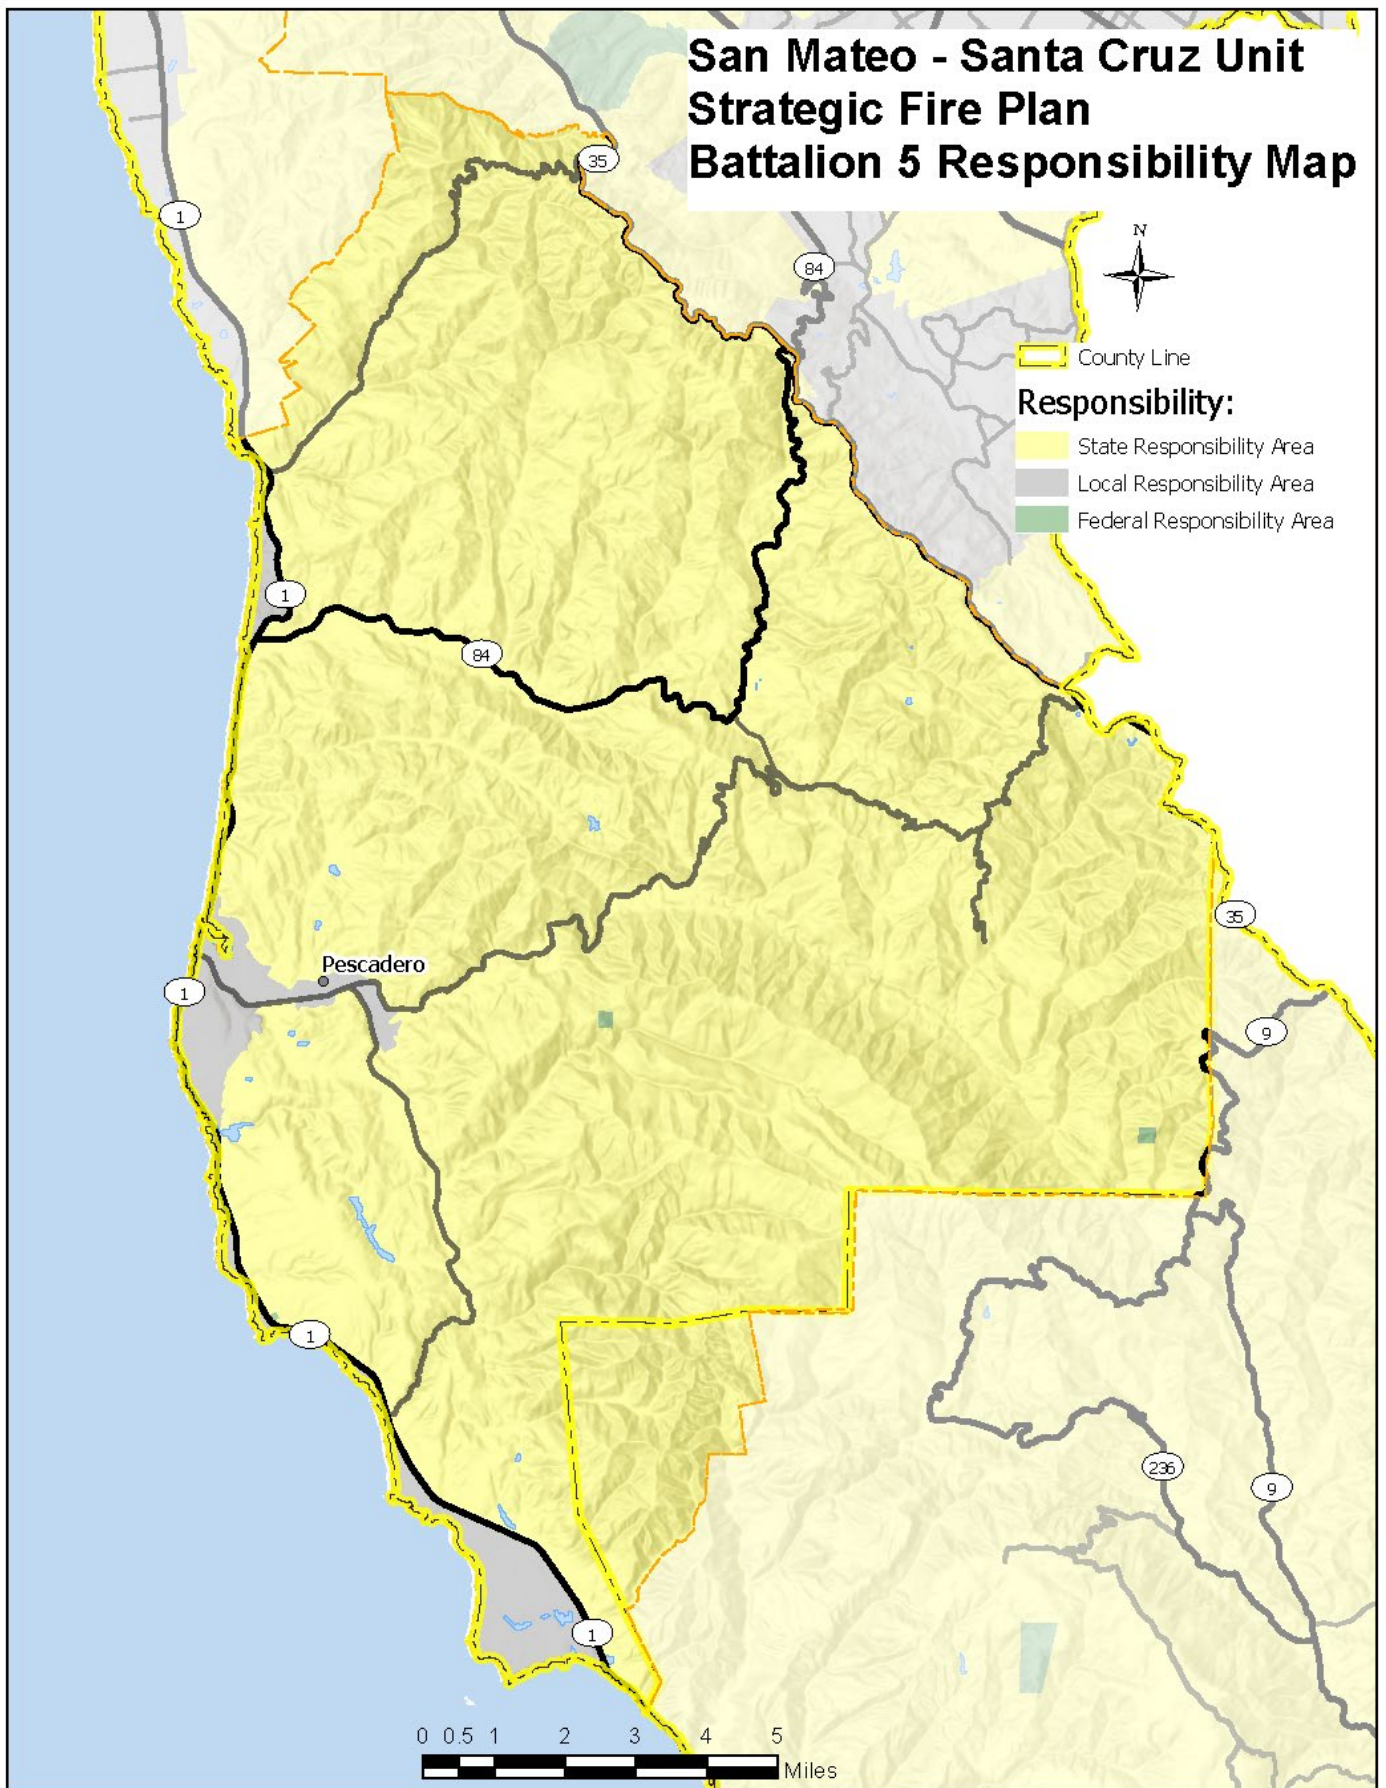 San Mateo - Santa Cruz Unit
Strategic Fire Plan
Battalion 5 Responsibility Map
35
1
N
84
County Line
Responsibility:
State Responsibility Area
Local Responsibility Area
Federal Responsibility Area
1
84
35
Pescadero
1
9
1
236
9
1
0 0.5 1 2 3 4 5
Miles